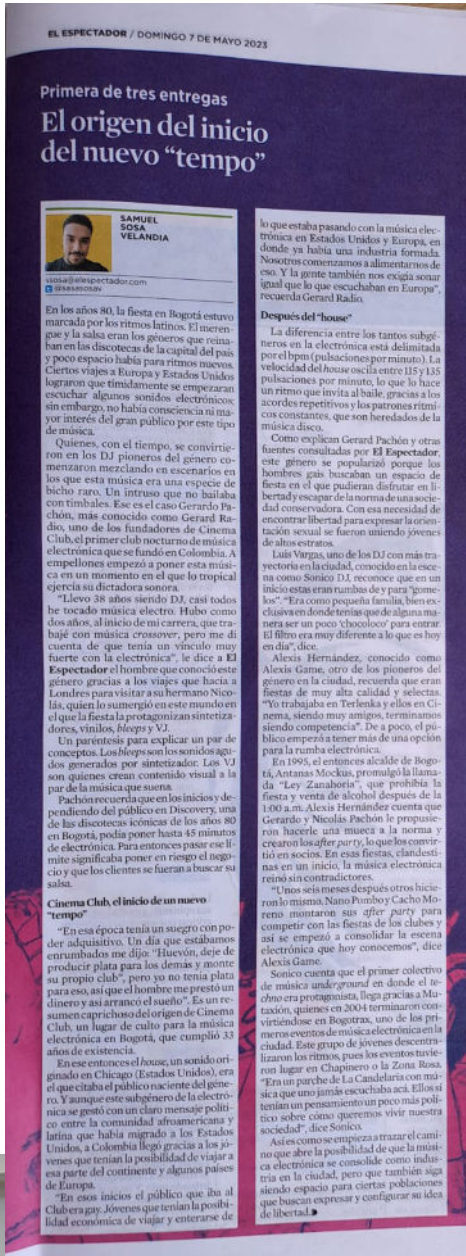 EL ESPECTADOR / DOMINGO 7 DE MAYO 2023
Primera de tres entregas
El origen del inicio
del nuevo “tempo”
SAMUEL
SOSA
VELANDIA
ssosa@elespectador.com
@sasasosav
En los años 80, la fiesta en Bogotá estuvo
marcada por los ritmos latinos. El meren-
gue y la salsa eran los géneros que reina-
ban en las discotecas de la capital del país
y poco espacio había para ritmos nuevos.
Ciertos viajes a Europa y Estados Unidos
lograron que tímidamente se empezaran
escuchar algunos sonidos electrónicos;
sin embargo, no había consciencia ni ma-
yor interés del gran público por este tipo
de música.
Quienes, con el tiempo, se convirtie-
ron en los DJ pioneros del género co-
menzaron mezclando en escenarios en
los que esta música era una especie de
bicho raro. Un intruso que no bailaba
con timbales. Ese es el caso Gerardo Pa-
chón, más conocido como Gerard Ra-
dio, uno de los fundadores de Cinema
Club, el primer club nocturno de música
electrónica que se fundó en Colombia. A
empellones empezó a poner esta músi-
ca en un momento en el que lo tropical
ejercía su dictadora sonora.
“Llevo 38 años siendo DJ, casi todos
he tocado música electro. Hubo como
dos años, al inicio de mi carrera, que tra-
bajé con música crossover, pero me di
cuenta de que tenía un vínculo muy
fuerte con la electrónica”, le dice a El
Espectador el hombre que conoció este
género gracias a los viajes que hacía a
Londres para visitar a su hermano Nico-
lás, quien lo sumergió en este mundo en
el que la fiesta la protagonizan sintetiza-
dores, vinilos, bleeps y VJ.
Un paréntesis para explicar un par de
conceptos. Los bleeps son los sonidos agu-
dos generados por sintetizador. Los VJ
son quienes crean contenido visual a la
par de la música que suena.
Pachón recuerda que en los inicios y de-
pendiendo del público en Discovery, una
de las discotecas icónicas de los años 80
en Bogotá, podía poner hasta 45 minutos
de electrónica. Para entonces pasar ese lí-
mite significaba poner en riesgo el nego-
cio y que los clientes se fueran a buscar su
salsa.
Cinema Club, el inicio de un nuevo
“tempo”
“En esa época tenía un suegro con po-
der adquisitivo. Un día que estábamos
enrumbados me dijo: “Huevón, deje de
producir plata para los demás y monte
su propio club”, pero yo no tenía plata
para eso, así que el hombre me prestó un
dinero y así arrancó el sueño”. Es un re-
sumen caprichoso del origen de Cinema
Club, un lugar de culto para la música
electrónica en Bogotá, que cumplió 33
años de existencia.
En ese entonces el house, un sonido ori-
ginado en Chicago (Estados Unidos), era
el que citaba el público naciente del géne-
ro. Y aunque este subgénero de la electró-
nica se gestó con un claro mensaje políti-
co entre la comunidad afroamericana y
latina que había migrado a los Estados
Unidos, a Colombia llegó gracias a los jó-
venes que tenían la posibilidad de viajar a
esa parte del continente y algunos países
de Europa.
“En esos inicios el público que iba al
Club era gay. Jóvenes que tenían la posibi-
lidad económica de viajar y enterarse de
lo que estaba pasando con la música elec-
trónica en Estados Unidos y Europa, en
donde ya había una industria formada.
Nosotros comenzamos a alimentarnos de
eso. Y la gente también nos exigía sonar
igual que lo que escuchaban en Europa”,
recuerda Gerard Radio.
Después del “house”
La diferencia entre los tantos subgé-
neros en la electrónica está delimitada
por el bpm (pulsaciones por minuto). La
velocidad del house oscila entre 115 y 135
pulsaciones por minuto, lo que lo hace
un ritmo que invita al baile, gracias a los
acordes repetitivos y los patrones rítmi-
cos constantes, que son heredados de la
música disco.
Como explican Gerard Pachón y otras
fuentes consultadas por El Espectador,
este género se popularizó porque los
hombres gais buscaban un espacio de
fiesta en el que pudieran disfrutar en li-
bertad y escapar de la norma de una socie-
dad conservadora. Con esa necesidad de
encontrar libertad para expresar la orien-
tación sexual se fueron uniendo jóvenes
de altos estratos.
Luis Vargas, uno de los DJ con más tra-
yectoria en la ciudad, conocido en la esce-
na como Sonico DJ, reconoce que en un
inicio estas eran rumbas de y para “gome-
los”. “Era como pequeña familia, bien ex-
clusiva en donde tenías que de alguna ma-
nera ser un poco ‘chocoloco’ para entrar.
El filtro era muy diferente a lo que es hoy
en día”, dice.
Alexis Hernández, conocido como
Alexis Game, otro de los pioneros del
género en la ciudad, recuerda que eran
fiestas de muy alta calidad y selectas.
“Yo trabajaba en Terlenka y ellos en Ci-
nema, siendo muy amigos, terminamos
siendo competencia”. De a poco, el pú-
blico empezó a tener más de una opción
para la rumba electrónica.
En 1995, el entonces alcalde de Bogo-
tá, Antanas Mockus, promulgó la llama-
da “Ley Zanahoria”, que prohibía la
fiesta y venta de alcohol después de la
1:00 a.m. Alexis Hernández cuenta que
Gerardo y Nicolás Pachón le propusie-
ron hacerle una mueca a la norma y
crearon los after party, lo que los convir-
tió en socios. En esas fiestas, clandesti-
nas en un inicio, la música electrónica
reinó sin contradictores.
“Unos seis meses después otros hicie-
ron lo mismo. Nano Pombo y Cacho Mo-
reno montaron sus after party para
competir con las fiestas de los clubes y
así se empezó a consolidar la escena
electrónica que hoy conocemos”, dice
Alexis Game.
Sonico cuenta que el primer colectivo
de música underground en donde el te-
chno era protagonista, llega gracias a Mu-
taxión, quienes en 2004 terminaron con-
virtiéndose en Bogotrax, uno de los pri-
meros eventos de música electrónica en la
ciudad. Este grupo de jóvenes descentra-
lizaron los ritmos, pues los eventos tuvie-
ron lugar en Chapinero o la Zona Rosa.
“Era un parche de La Candelaria con mú-
sica que uno jamás escuchaba acá. Ellos sí
tenían un pensamiento un poco más polí-
tico sobre cómo queremos vivir nuestra
sociedad”, dice Sonico.
Así es como se empieza a trazar el cami-
no que abre la posibilidad de que la músi-
ca electrónica se consolide como indus-
tria en la ciudad, pero que también siga
siendo espacio para ciertas poblaciones
que buscan expresar y configurar su idea
de libertad.